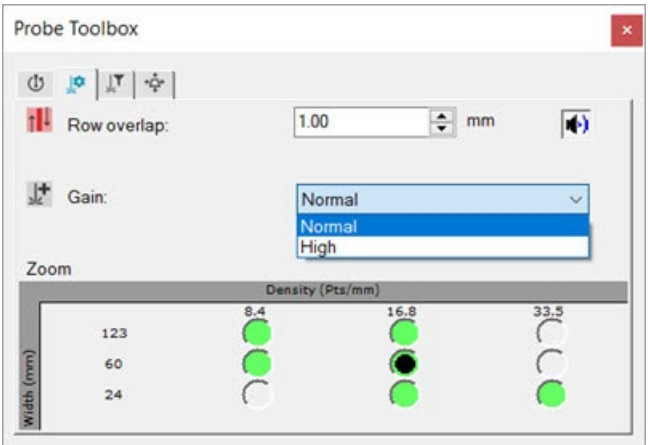 Probe Toolbox
Row overlap: 1.00 mm
Gain: Normal
Normal
High
Zoom
Density (Pts/mm)
8.4 16.8 33.5
Width (mm)
123
60
24